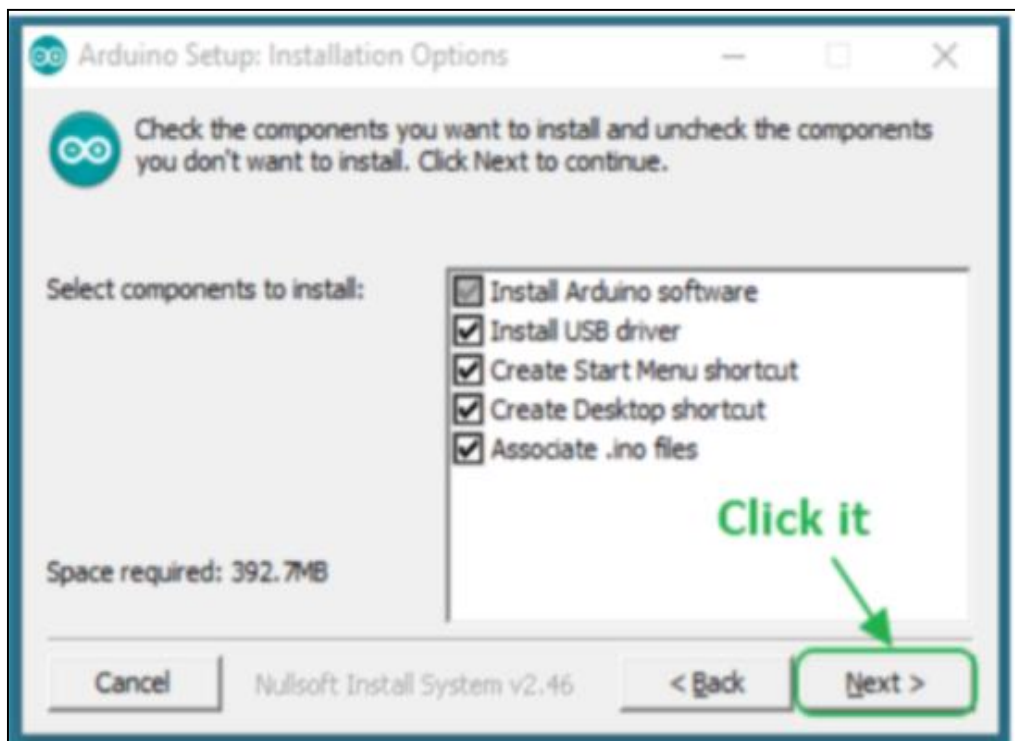 Arduino Setup: Installation Options
Check the components you want to install and uncheck the components
you don't want to install. Click Next to continue.
Select components to install:
Install Arduino software
Install USB driver
Create Start Menu shortcut
Create Desktop shortcut
Associate .ino files
Click it
Space required: 392.7MB
Cancel
Nullsoft Install System v2.46
< Back
Next >